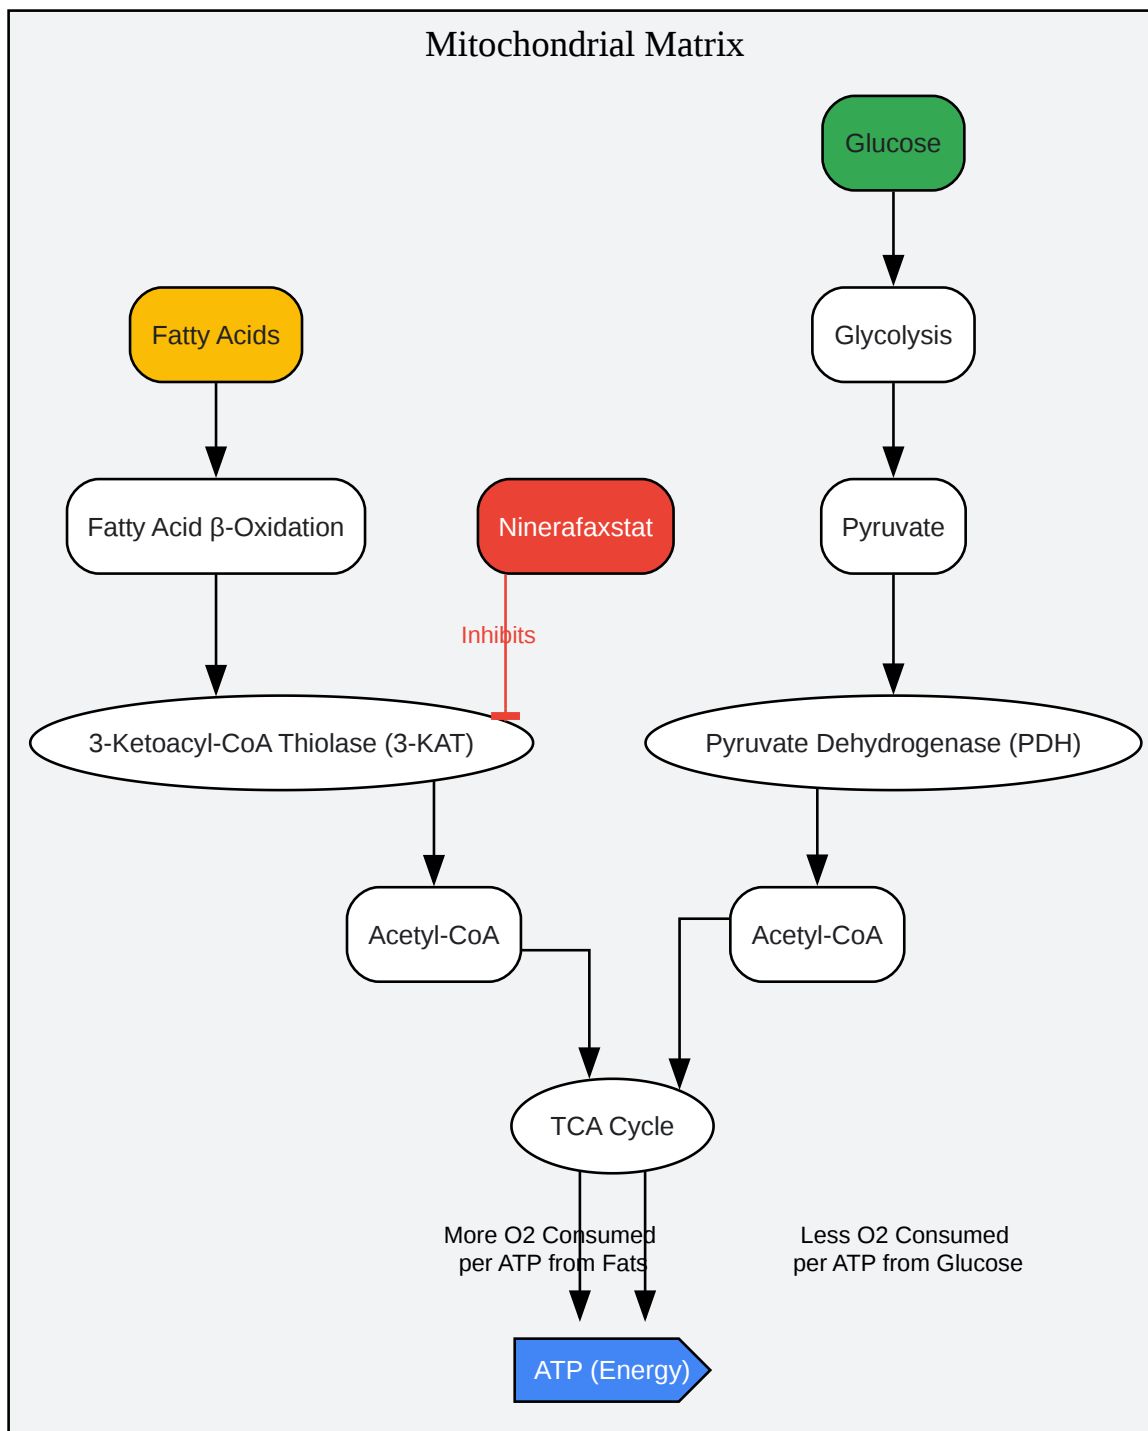 Mitochondrial Matrix
Glucose
Fatty Acids
Glycolysis
Fatty Acid β-Oxidation
Ninerafaxstat
Pyruvate
Inhibits
3-Ketoacyl-CoA Thiolase (3-KAT)
Pyruvate Dehydrogenase (PDH)
Acetyl-CoA
Acetyl-CoA
TCA Cycle
More O2 Consumed
per ATP from Fats
Less O2 Consumed
per ATP from Glucose
ATP (Energy)